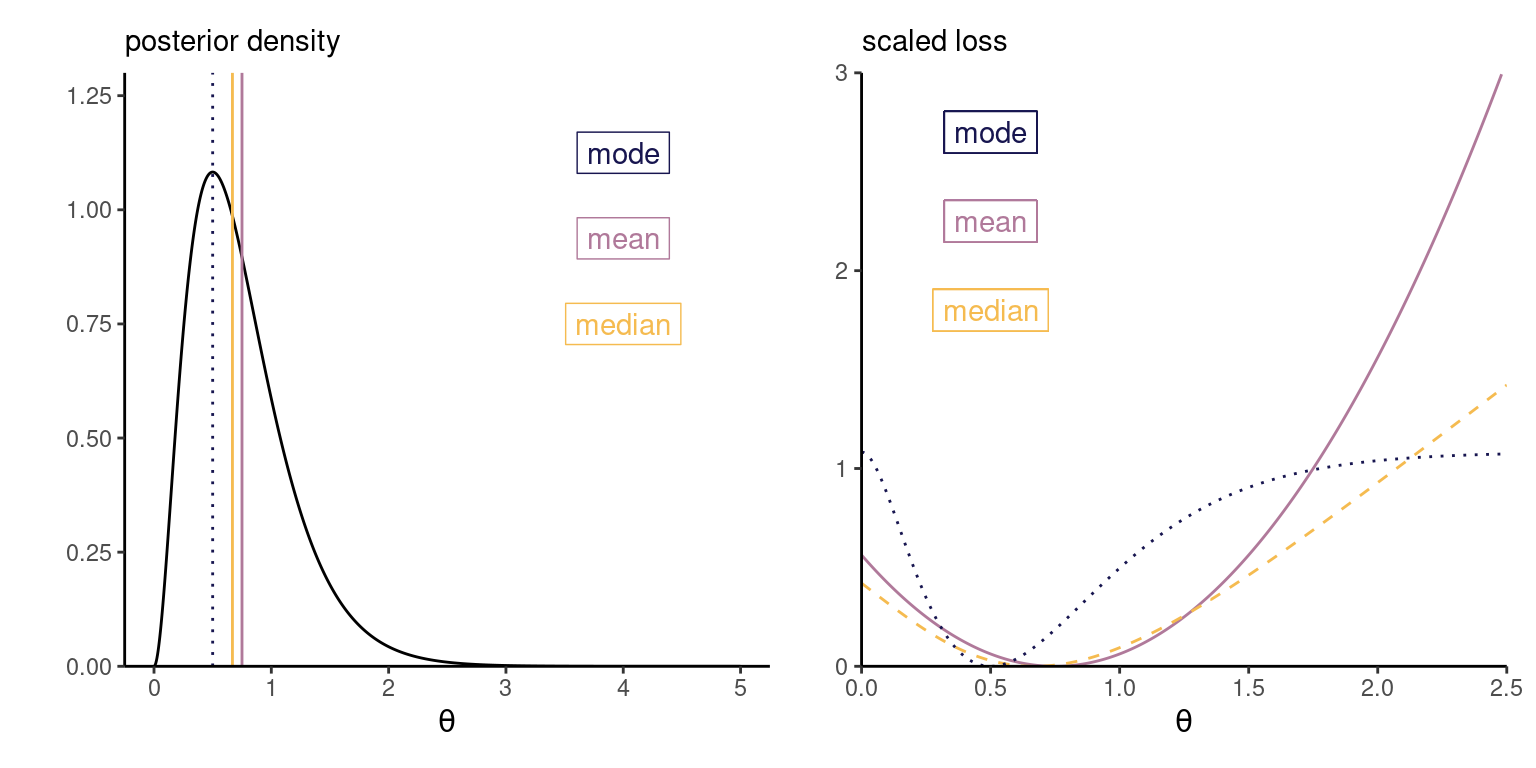 posterior density
1.25
1.00
0.75
0.50
0.25
0.00
mode
mean
median
0 1 2 3 4 5
θ
scaled loss
3
2
1
0
mode
mean
median
0.0 0.5 1.0 1.5 2.0 2.5
θ